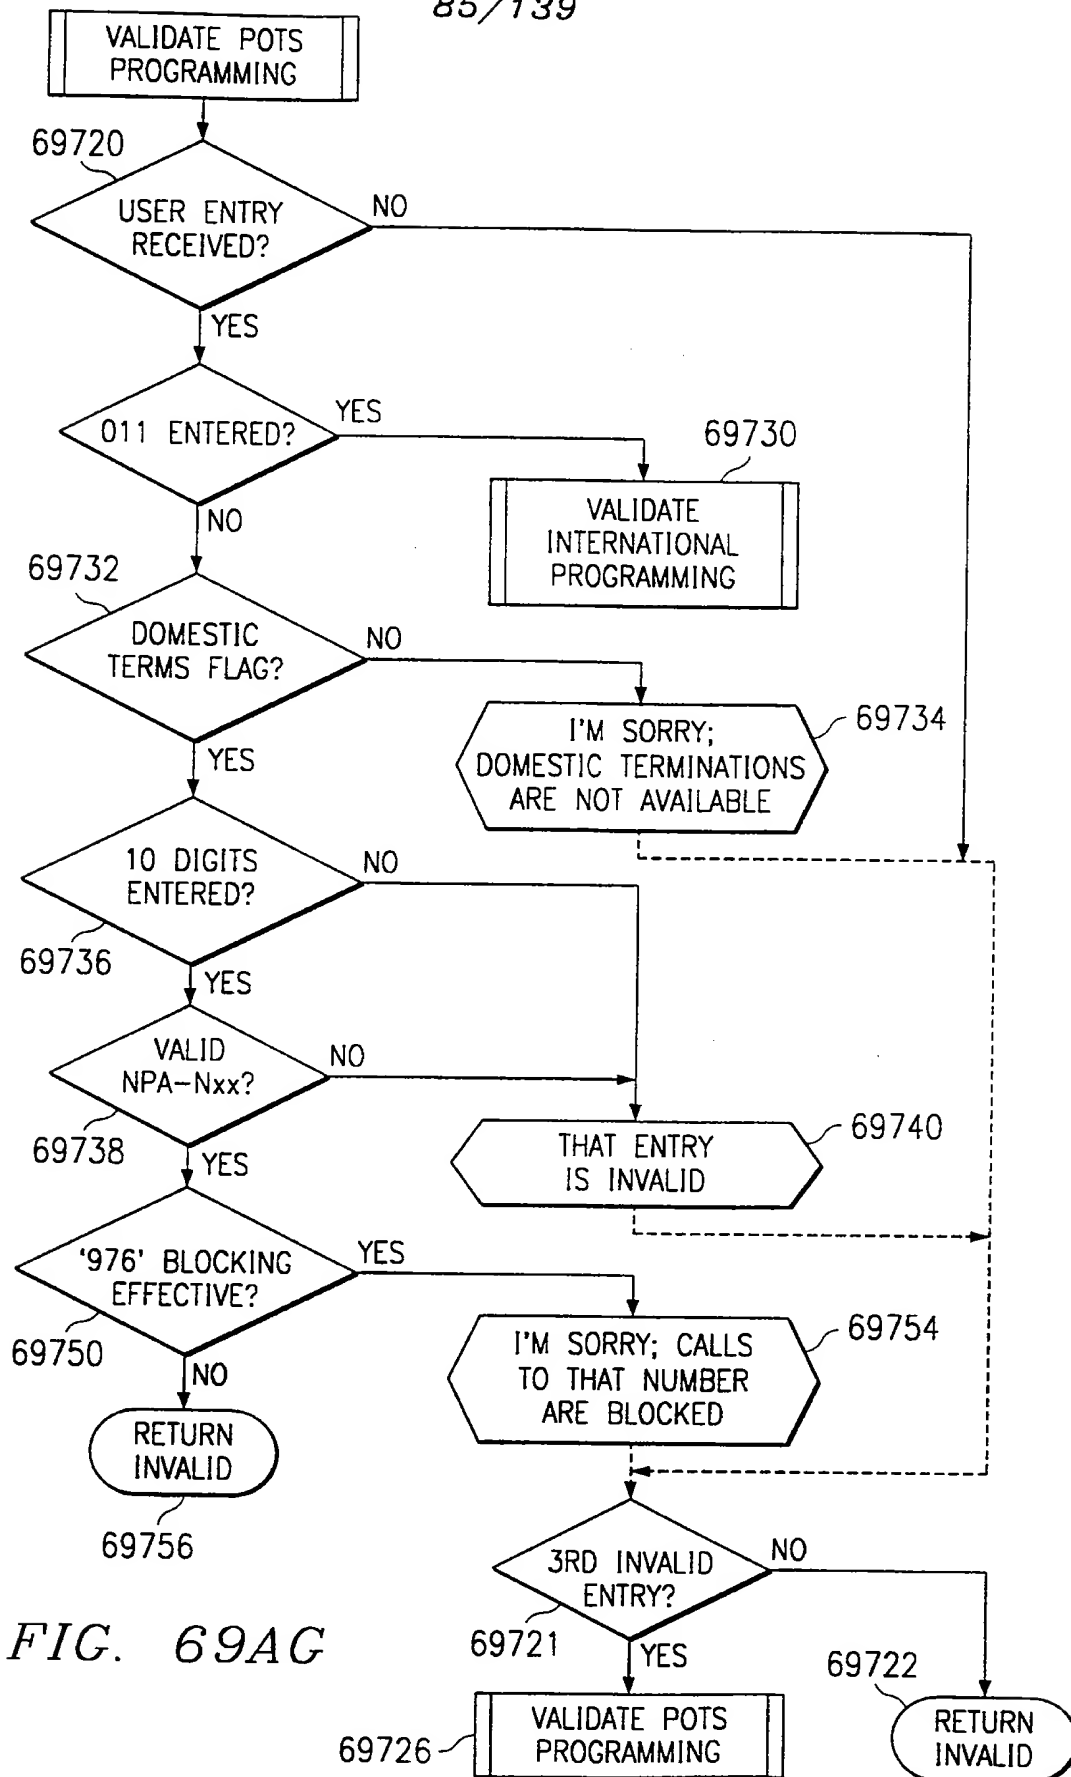 85/139
VALIDATE POTS
PROGRAMMING
69720
USER ENTRY
RECEIVED?
NO
YES
011 ENTERED?
YES
NO
69730
VALIDATE
INTERNATIONAL
PROGRAMMING
69732
DOMESTIC
TERMS FLAG?
NO
YES
I'M SORRY;
DOMESTIC TERMINATIONS
ARE NOT AVAILABLE
69734
10 DIGITS
ENTERED?
NO
69736
YES
VALID
NPA-Nxx?
NO
69738
YES
THAT ENTRY
IS INVALID
69740
'976' BLOCKING
EFFECTIVE?
YES
69750
NO
I'M SORRY; CALLS
TO THAT NUMBER
ARE BLOCKED
69754
RETURN
INVALID
69756
3RD INVALID
ENTRY?
NO
69721
YES
69722
VALIDATE POTS
PROGRAMMING
69726
RETURN
INVALID
FIG. 69AG